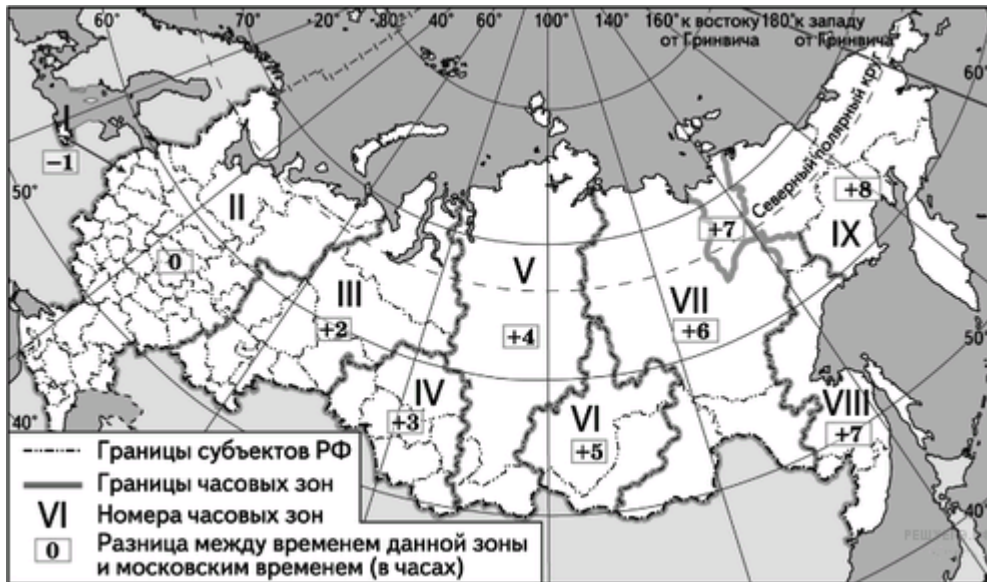 60° 70° 80° -20° -80° 40° 60° 100° 140° 160° к востоку 180° к западу
от Гринвича от Гринвича
Северный полярный круг
60°
I
-1
50°
II
0
III
+2
IV
+3
V
+4
VI
+5
VII
+6
+7
+8
IX
VIII
+7
50°
40°
40°
Границы субъектов РФ
Границы часовых зон
VI Номера часовых зон
0 Разница между временем данной зоны
и московским временем (в часах)